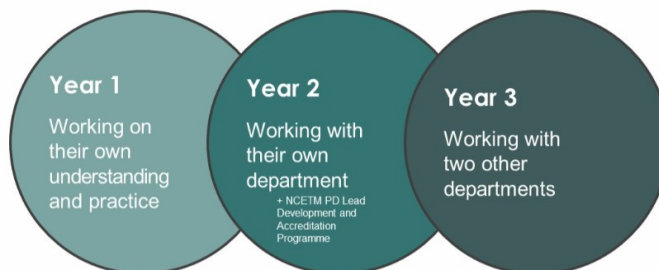 Year 1
Working on
their own
understanding
and practice
Year 2
Working with
their own
department
+ NCETM PD Lead
Development and
Accreditation
Programme
Year 3
Working with
two other
departments